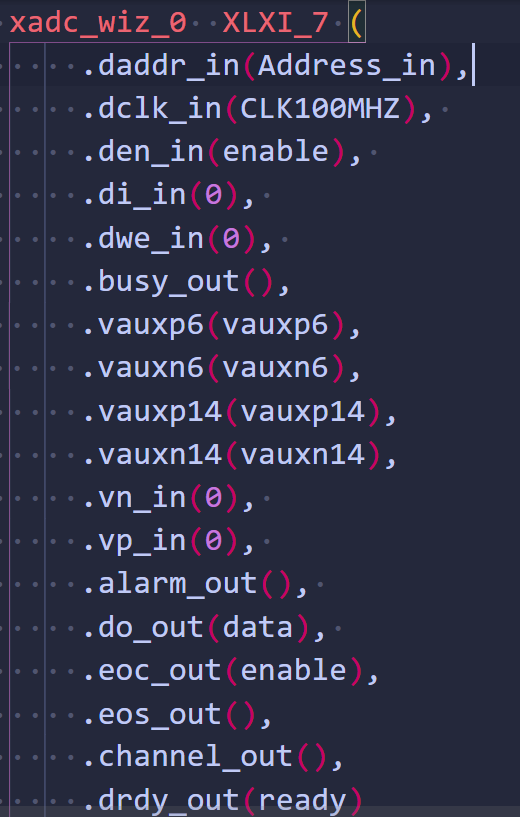 xadc_wiz_0  XLXI_7 (
.daddr_in(Address_in),
.dclk_in(CLK100MHZ),
.den_in(enable),
.di_in(0),
.dwe_in(0),
.busy_out(),
.vauxp6(vauxp6),
.vauxn6(vauxn6),
.vauxp14(vauxp14),
.vauxn14(vauxn14),
.vn_in(0),
.vp_in(0),
.alarm_out(),
.do_out(data),
.eoc_out(enable),
.eos_out(),
.channel_out(),
.drdy_out(ready)